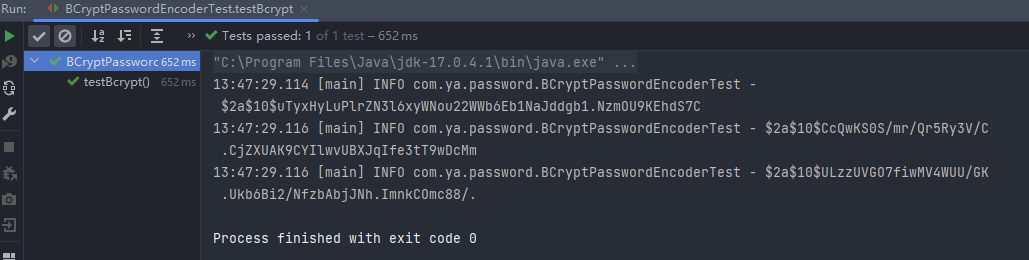 Run: BCryptPasswordEncoderTest.testBcrypt ×
Tests passed: 1 of 1 test – 652 ms
BCryptPassworc 652 ms
testBcrypt() 652 ms
"C:\Program Files\Java\jdk-17.0.4.1\bin\java.exe" ...
13:47:29.114 [main] INFO com.ya.password.BCryptPasswordEncoderTest -
$2a$10$uTyxHyLuPlrZN3l6xyWNou22WWb6Eb1NaJddgb1.NzmOU9KEhdS7C
13:47:29.116 [main] INFO com.ya.password.BCryptPasswordEncoderTest - $2a$10$CcQwKS0S/mr/Qr5Ry3V/C
.CjZXUAK9CYIlwvUBXJqIfe3tT9wDcMm
13:47:29.116 [main] INFO com.ya.password.BCryptPasswordEncoderTest - $2a$10$ULzzUVGO7fiwMV4WUU/GK
.Ukb6Bi2/NfzbAbjJNh.ImnkCOmc88/.
Process finished with exit code 0